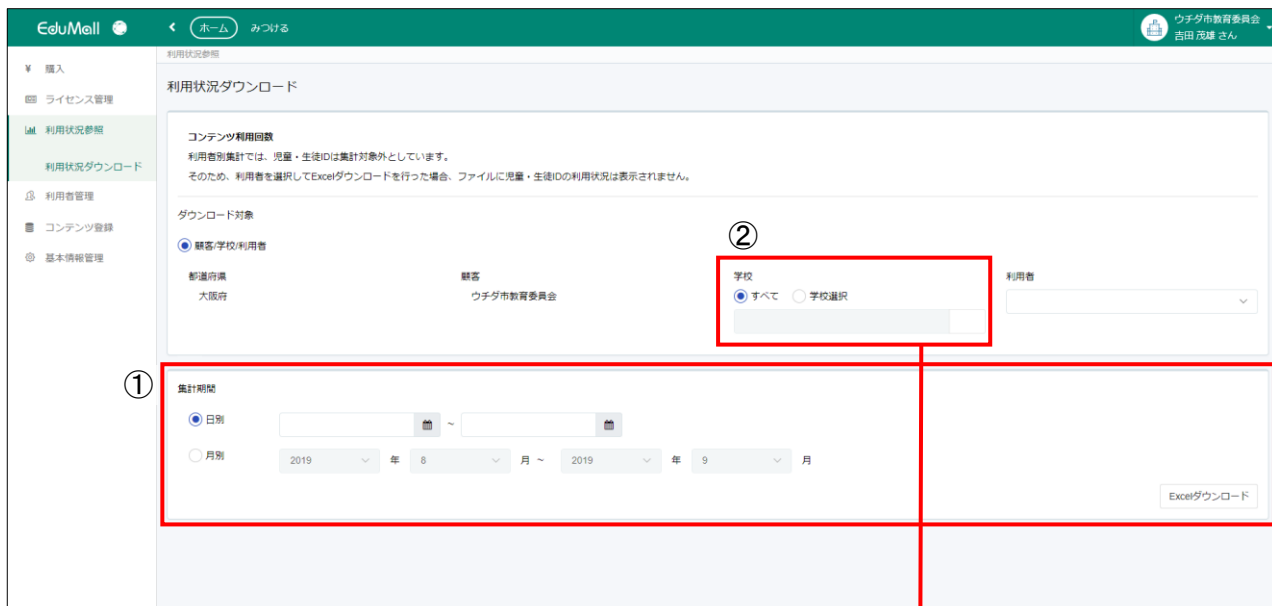 EduMall
ホーム みつける
ウチダ市教育委員会
吉田 茂雄 さん
利用状況参照
¥ 購入
ライセンス管理
利用状況参照
利用状況ダウンロード
利用者管理
コンテンツ登録
基本情報管理
利用状況ダウンロード
コンテンツ利用回数
利用者別集計では、児童・生徒IDは集計対象外としています。
そのため、利用者を選択してExcelダウンロードを行った場合、ファイルに児童・生徒IDの利用状況は表示されません。
ダウンロード対象
顧客/学校/利用者
②
都道府県 顧客 学校 利用者
大阪府 ウチダ市教育委員会 すべて 学校選択
①
集計期間
日別 ~
月別 2019 年 8 月 ~ 2019 年 9 月
Excelダウンロード